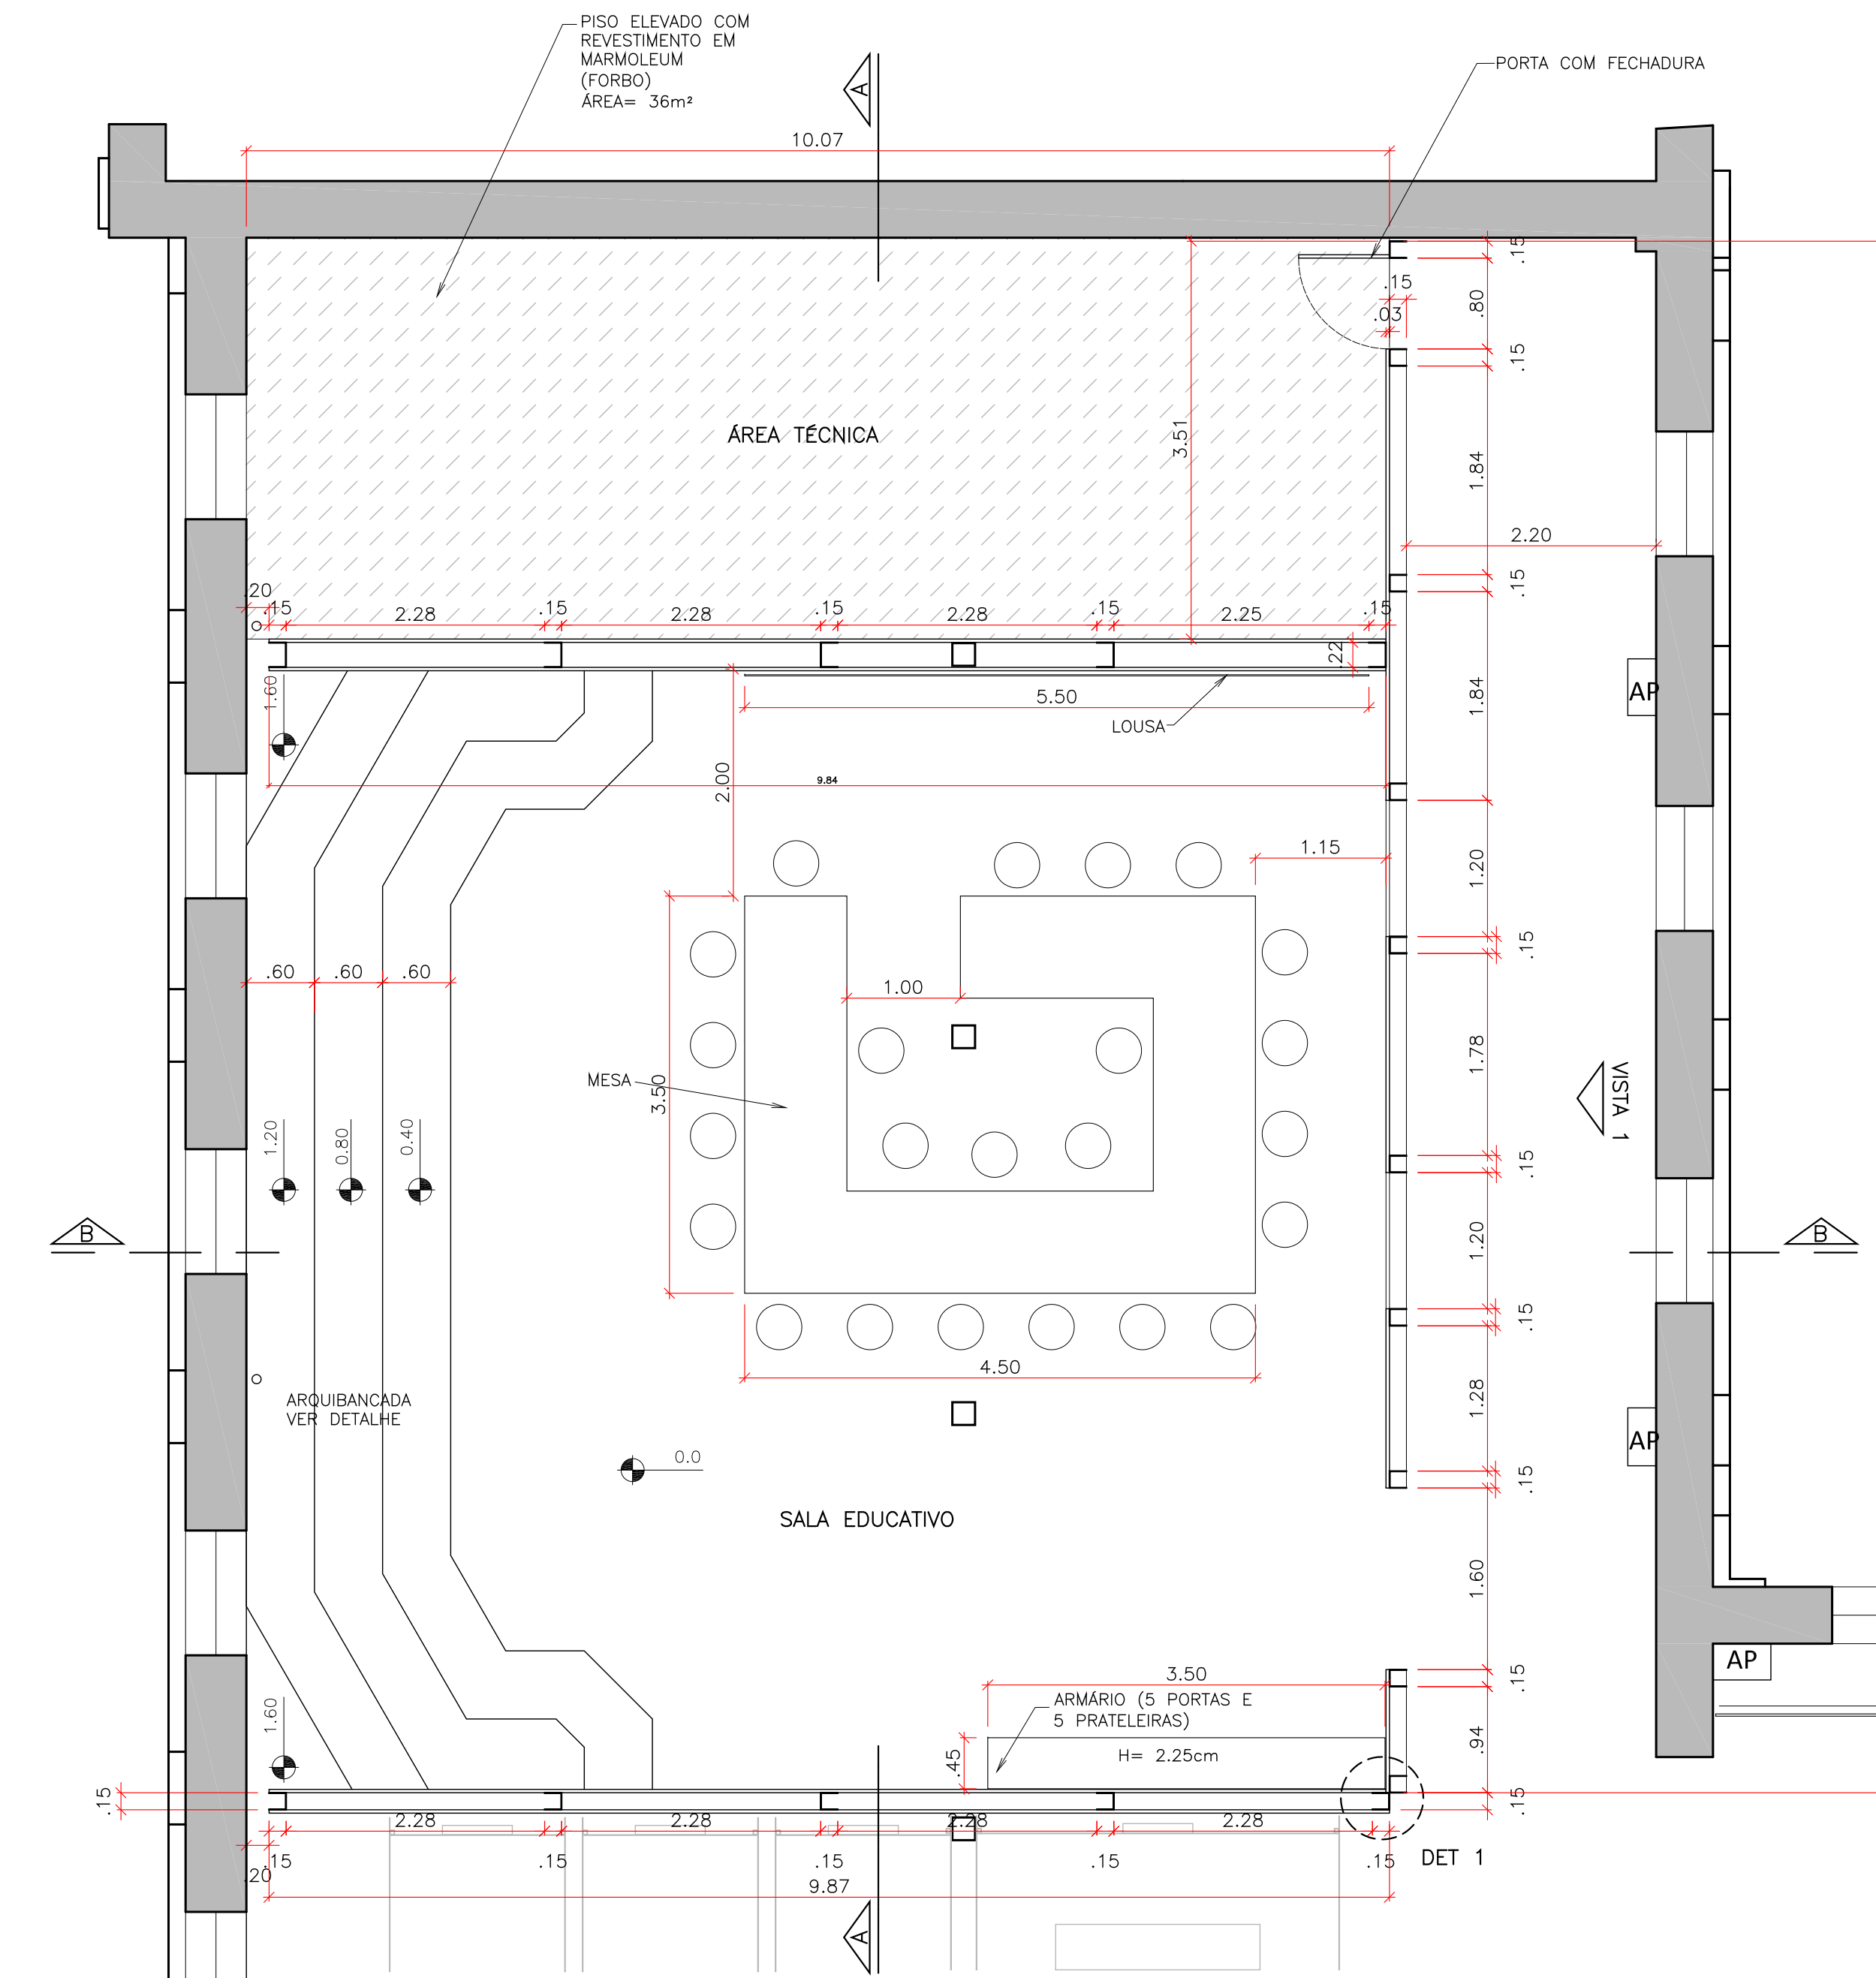 PISO ELEVADO COM
REVESTIMENTO EM
MARMOLEUM
(FORBO)
ÁREA= 36m²
A
PORTA COM FECHADURA
10.07
.15
.15
.80
.03
.15
ÁREA TÉCNICA
3.51
1.84
2.20
.15
.20
.15
2.28
.15
2.28
.15
2.28
.15
2.25
.15
.22
1.60
5.50
LOUSA
1.84
AP
2.00
9.84
1.15
1.20
.15
.60
.60
.60
1.00
1.78
MESA
3.50
VISTA 1
1.20
0.80
0.40
.15
B
1.20
B
.15
4.50
1.28
ARQUIBANCADA
VER DETALHE
AP
0.0
.15
SALA EDUCATIVO
1.60
3.50
.15
AP
1.60
ARMÁRIO (5 PORTAS E
5 PRATELEIRAS)
.45
H= 2.25cm
.94
.15
2.28
2.28
2.28
2.28
.15
.20
.15
.15
.15
.15
.15
DET 1
9.87
A